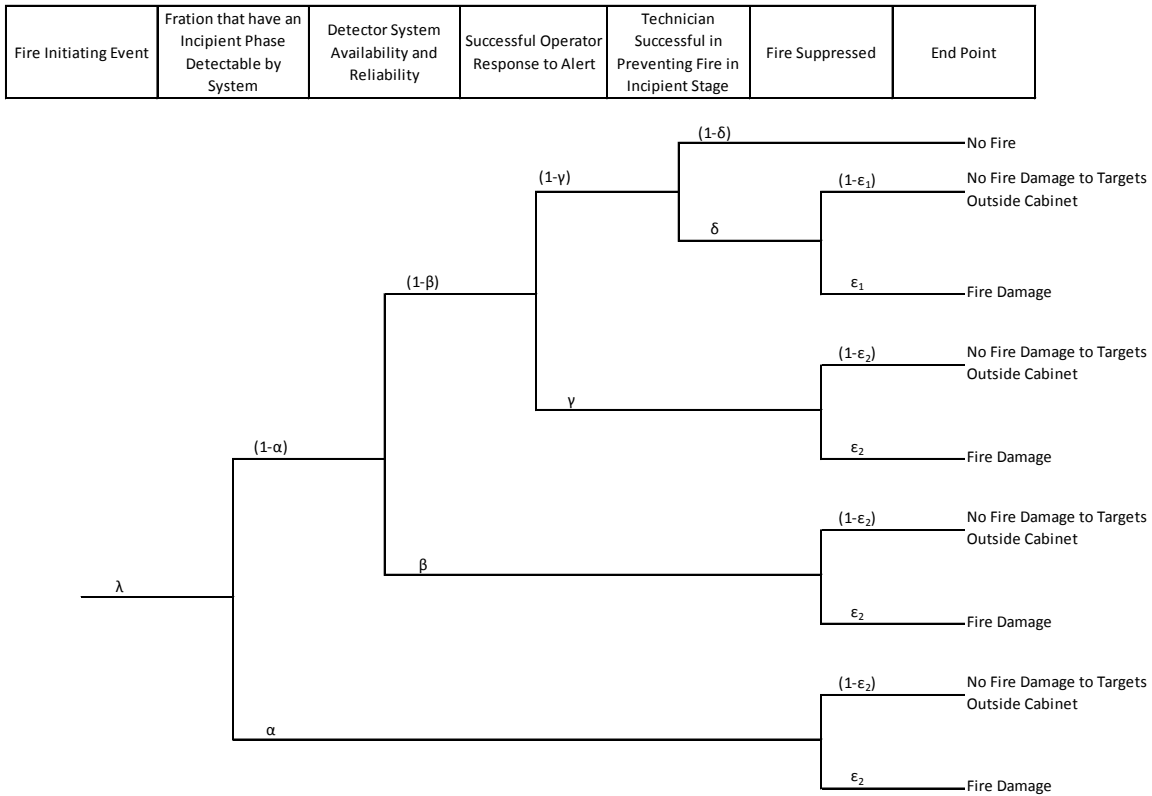 Fire Initiating Event
Fration that have an
Incipient Phase
Detectable by
System
Detector System
Availability and
Reliability
Successful Operator
Response to Alert
Technician
Successful in
Preventing Fire in
Incipient Stage
Fire Suppressed
End Point
(1-δ)
No Fire
(1-γ)
(1-ε₁)
No Fire Damage to Targets
Outside Cabinet
δ
(1-β)
ε₁
Fire Damage
(1-ε₂)
No Fire Damage to Targets
Outside Cabinet
γ
(1-α)
ε₂
Fire Damage
(1-ε₂)
No Fire Damage to Targets
Outside Cabinet
β
λ
ε₂
Fire Damage
(1-ε₂)
No Fire Damage to Targets
Outside Cabinet
α
ε₂
Fire Damage